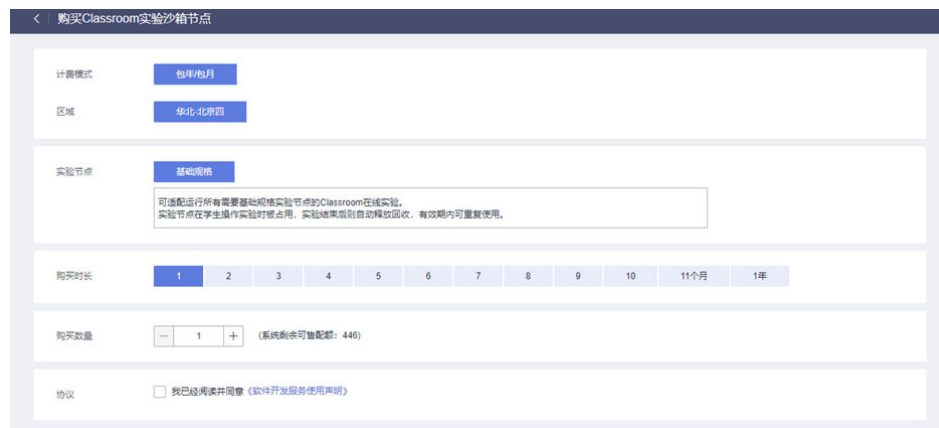 购买Classroom实验沙箱节点
计费模式 包年/包月
区域 华北-北京四
实验节点 基础规格
可适配运行所有需要基础规格实验节点的Classroom在线实验。
实验节点在学生操作实验时被占用，实验结束后则自动释放回收，有效期内可重复使用。
购买时长 1 2 3 4 5 6 7 8 9 10 11个月 1年
购买数量 1 (系统剩余可售配额：446)
协议 我已经阅读并同意《软件开发服务使用声明》